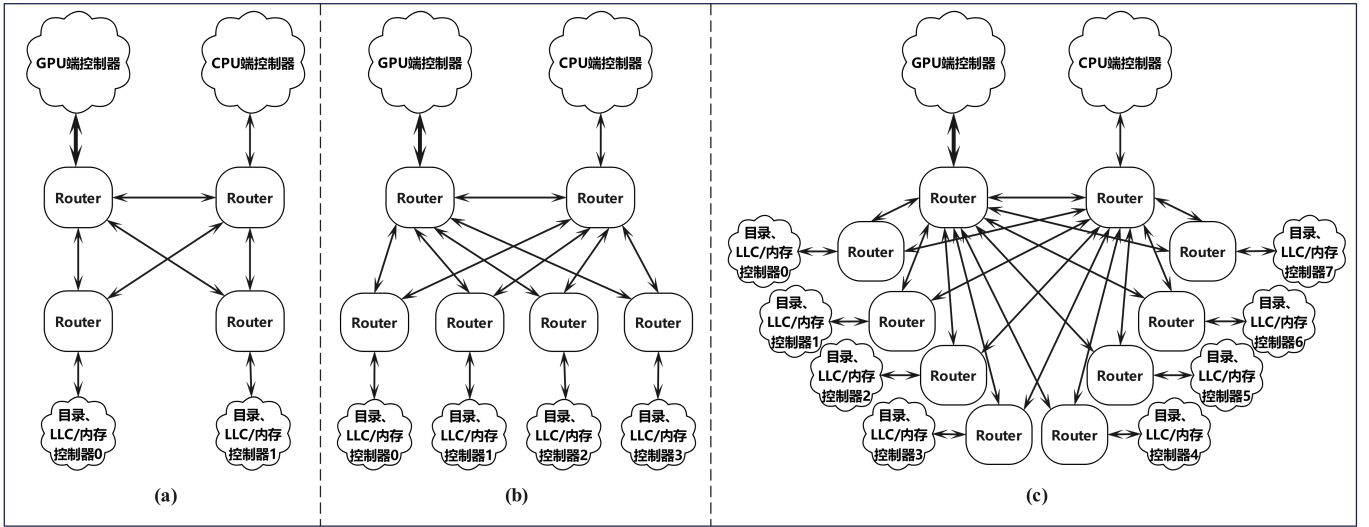 GPU端控制器
CPU端控制器
Router
Router
Router
Router
目录、
LLC/内存
控制器0
目录、
LLC/内存
控制器1
(a)
GPU端控制器
CPU端控制器
Router
Router
Router
Router
Router
Router
目录、
LLC/内存
控制器0
目录、
LLC/内存
控制器1
目录、
LLC/内存
控制器2
目录、
LLC/内存
控制器3
(b)
GPU端控制器
CPU端控制器
Router
Router
目录、
LLC/内存
控制器0
Router
Router
目录、
LLC/内存
控制器7
目录、
LLC/内存
控制器1
Router
Router
目录、
LLC/内存
控制器6
目录、
LLC/内存
控制器2
Router
Router
目录、
LLC/内存
控制器5
目录、
LLC/内存
控制器3
Router
Router
目录、
LLC/内存
控制器4
(c)